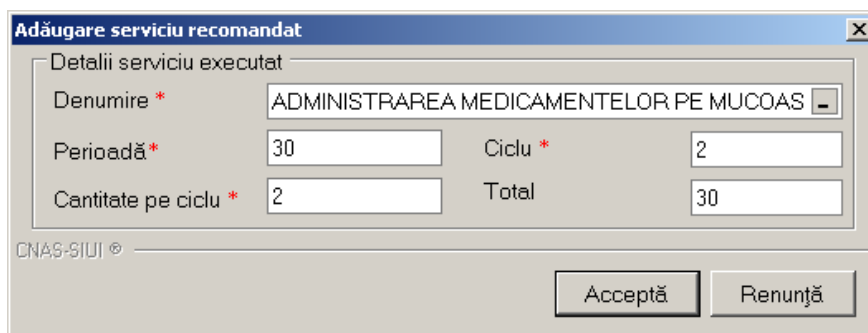 Adăugare serviciu recomandat
Detalii serviciu executat
Denumire * ADMINISTRAREA MEDICAMENTELOR PE MUCOAS
Perioadă* 30 Ciclu * 2
Cantitate pe ciclu * 2 Total 30
CNAS-SIUI ®
Acceptă Renunţă